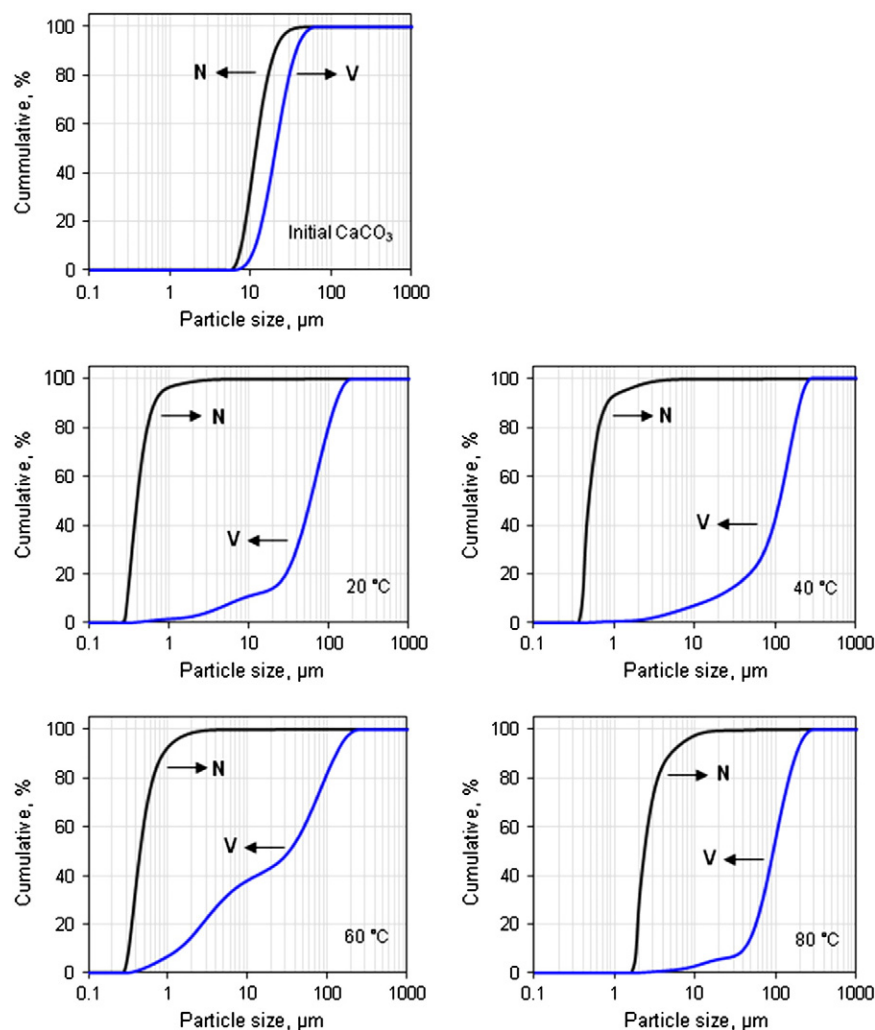 Cummulative, %
100
80
60
40
20
0
N
V
Initial CaCO₃
0.1 1 10 100 1000
Particle size, µm
Cumulative, %
100
80
60
40
20
0
N
V
20 °C
0.1 1 10 100 1000
Particle size, µm
Cumulative, %
100
80
60
40
20
0
N
V
40 °C
0.1 1 10 100 1000
Particle size, µm
Cumulative, %
100
80
60
40
20
0
N
V
60 °C
0.1 1 10 100 1000
Particle size, µm
Cumulative, %
100
80
60
40
20
0
N
V
80 °C
0.1 1 10 100 1000
Particle size, µm